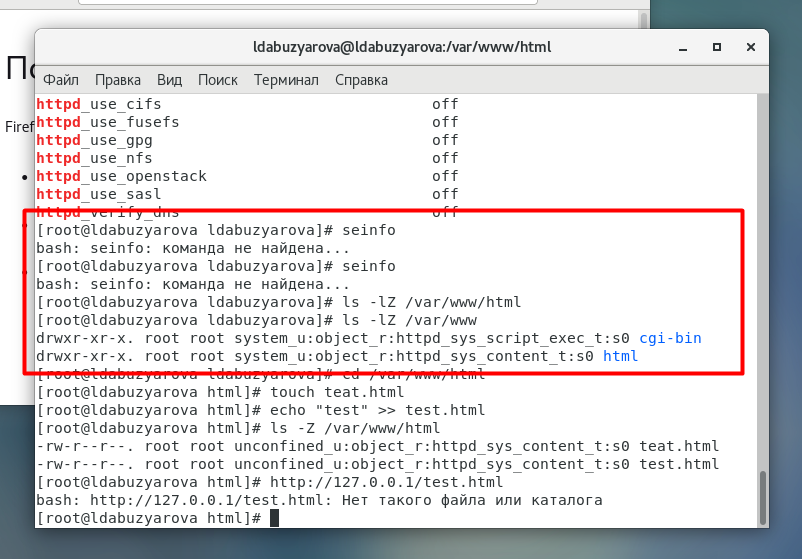 ldabuzyarova@ldabuzyarova:/var/www/html
Файл Правка Вид Поиск Терминал Справка
httpd_use_cifs off
httpd_use_fusefs off
httpd_use_gpg off
httpd_use_nfs off
httpd_use_openstack off
httpd_use_sasl off
httpd_verify_dns off
[root@ldabuzyarova ldabuzyarova]# seinfo
bash: seinfo: команда не найдена...
[root@ldabuzyarova ldabuzyarova]# seinfo
bash: seinfo: команда не найдена...
[root@ldabuzyarova ldabuzyarova]# ls -lZ /var/www/html
[root@ldabuzyarova ldabuzyarova]# ls -lZ /var/www
drwxr-xr-x. root root system_u:object_r:httpd_sys_script_exec_t:s0 cgi-bin
drwxr-xr-x. root root system_u:object_r:httpd_sys_content_t:s0 html
[root@ldabuzyarova ldabuzyarova]# cd /var/www/html
[root@ldabuzyarova html]# touch teat.html
[root@ldabuzyarova html]# echo "test" >> test.html
[root@ldabuzyarova html]# ls -Z /var/www/html
-rw-r--r--. root root unconfined_u:object_r:httpd_sys_content_t:s0 teat.html
-rw-r--r--. root root unconfined_u:object_r:httpd_sys_content_t:s0 test.html
[root@ldabuzyarova html]# http://127.0.0.1/test.html
bash: http://127.0.0.1/test.html: Нет такого файла или каталога
[root@ldabuzyarova html]#